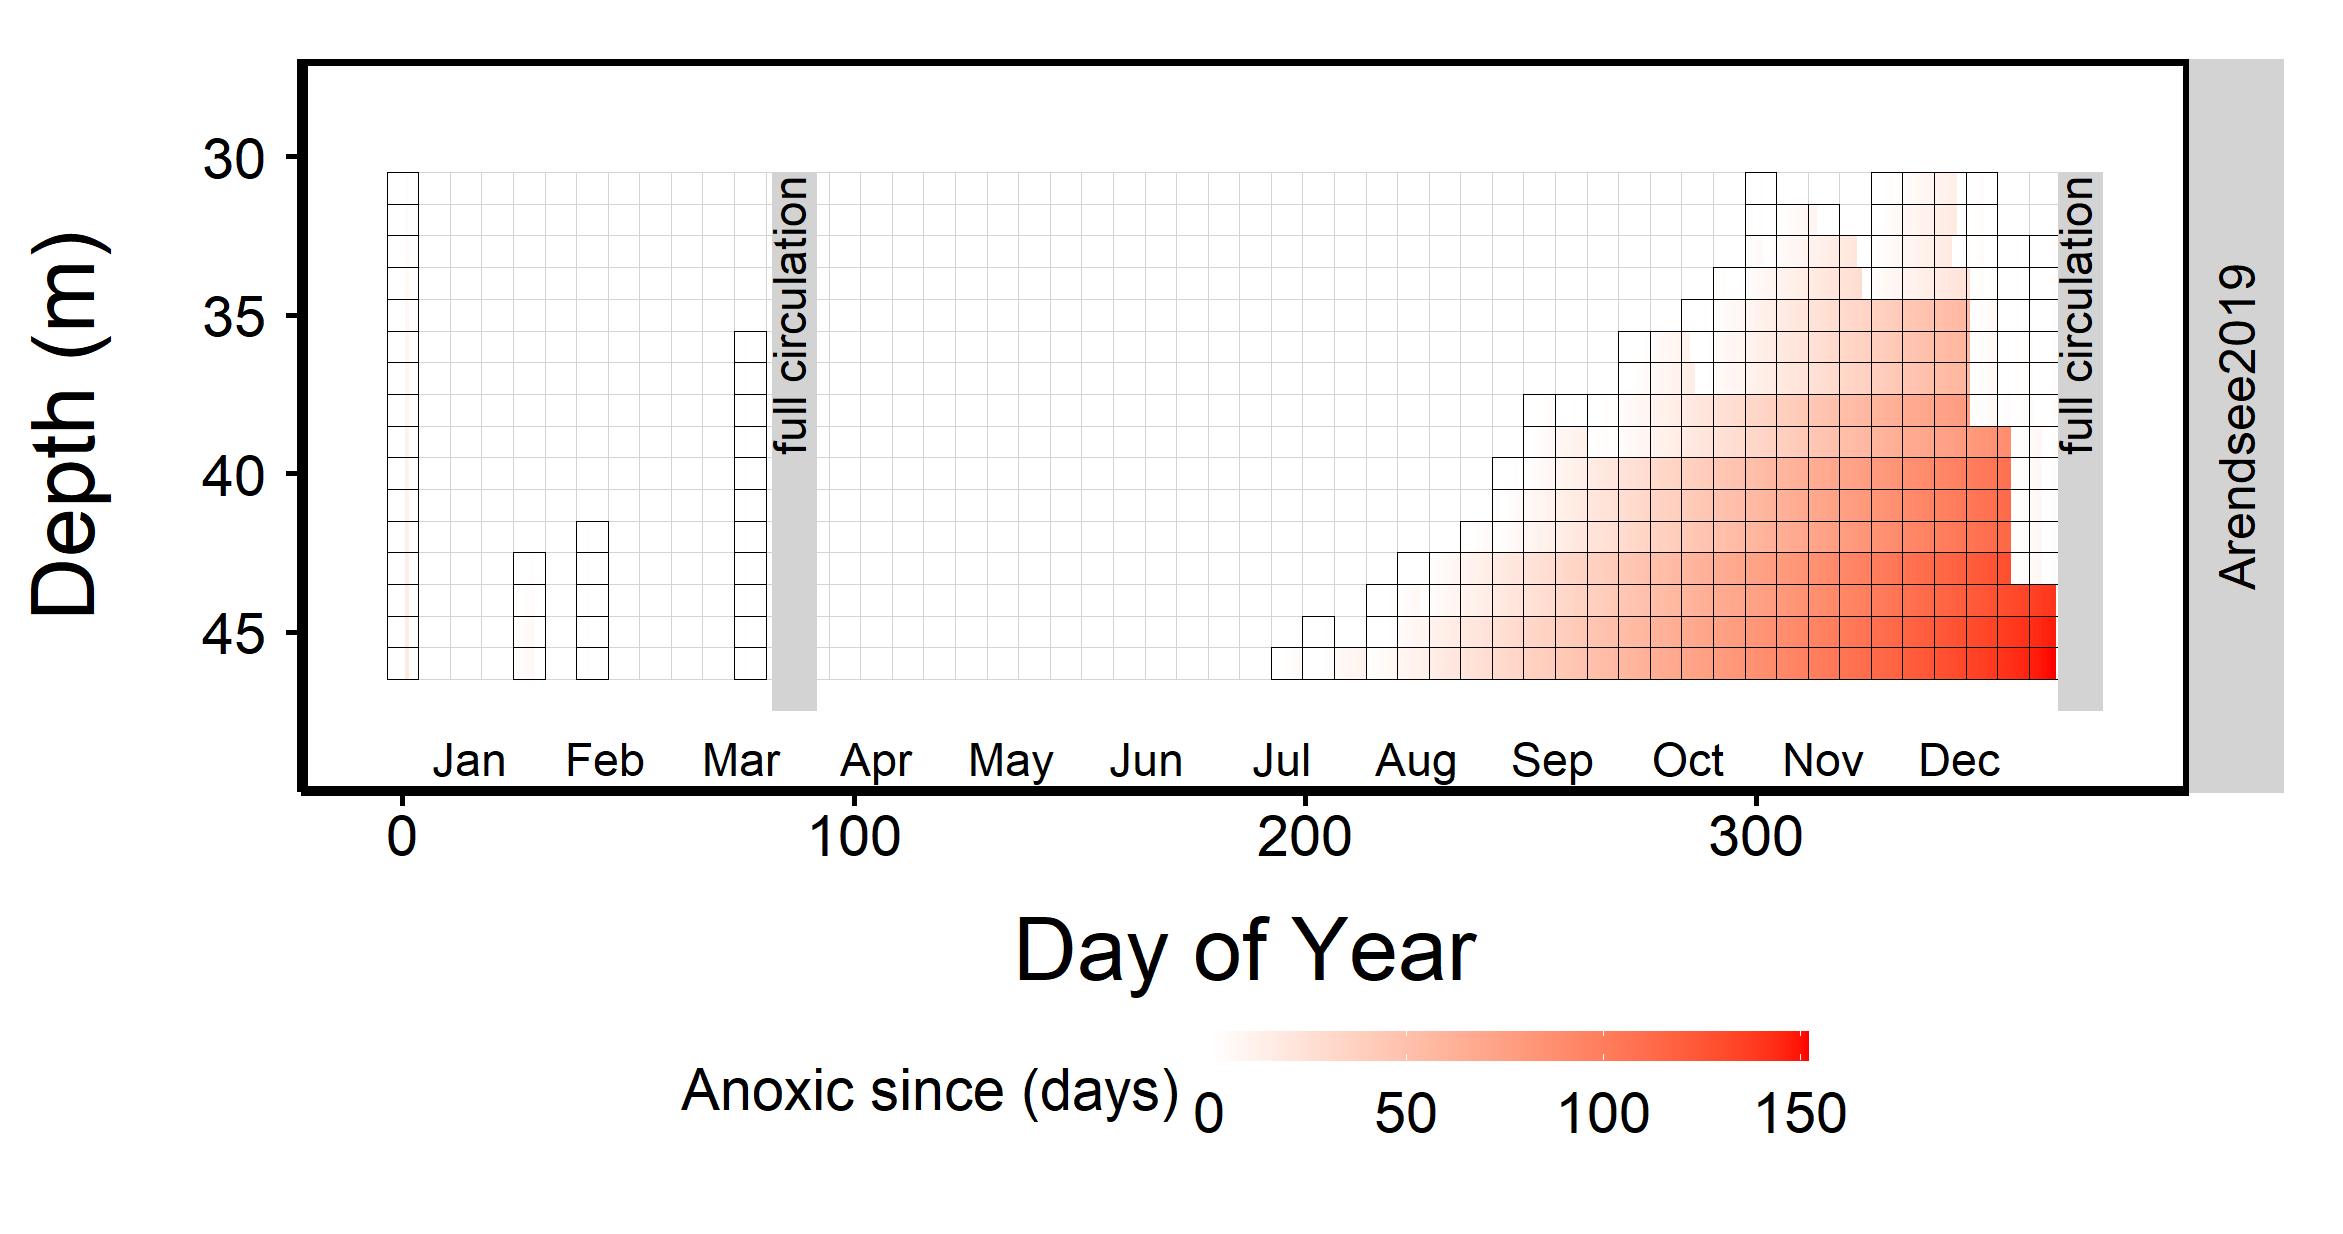 Depth (m)
30
35
40
45
full circulation
full circulation
Arendsee2019
Jan Feb Mar Apr May Jun Jul Aug Sep Oct Nov Dec
0 100 200 300
Day of Year
Anoxic since (days)
0 50 100 150